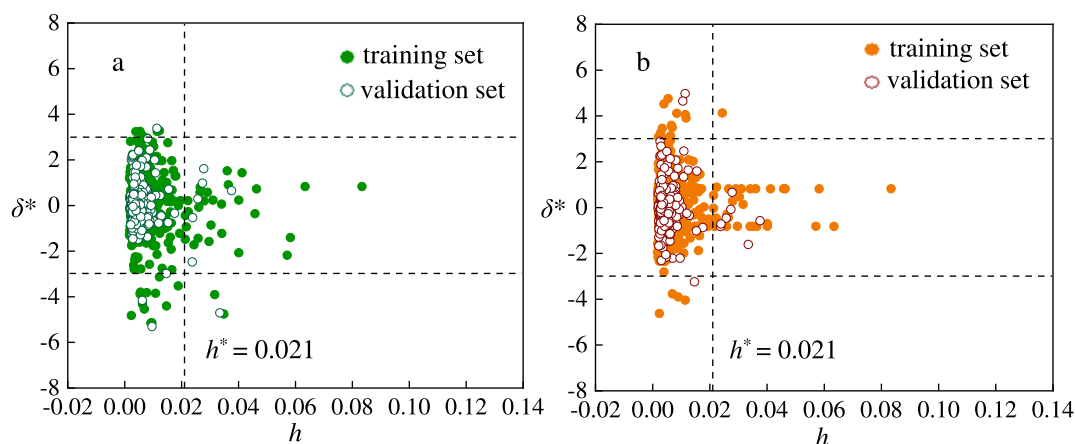 8
6
4
2
0
-2
-4
-6
-8
δ*
a
training set
validation set
h* = 0.021
-0.02 0.00 0.02 0.04 0.06 0.08 0.10 0.12 0.14
h
8
6
4
2
0
-2
-4
-6
-8
δ*
b
training set
validation set
h* = 0.021
-0.02 0.00 0.02 0.04 0.06 0.08 0.10 0.12 0.14
h